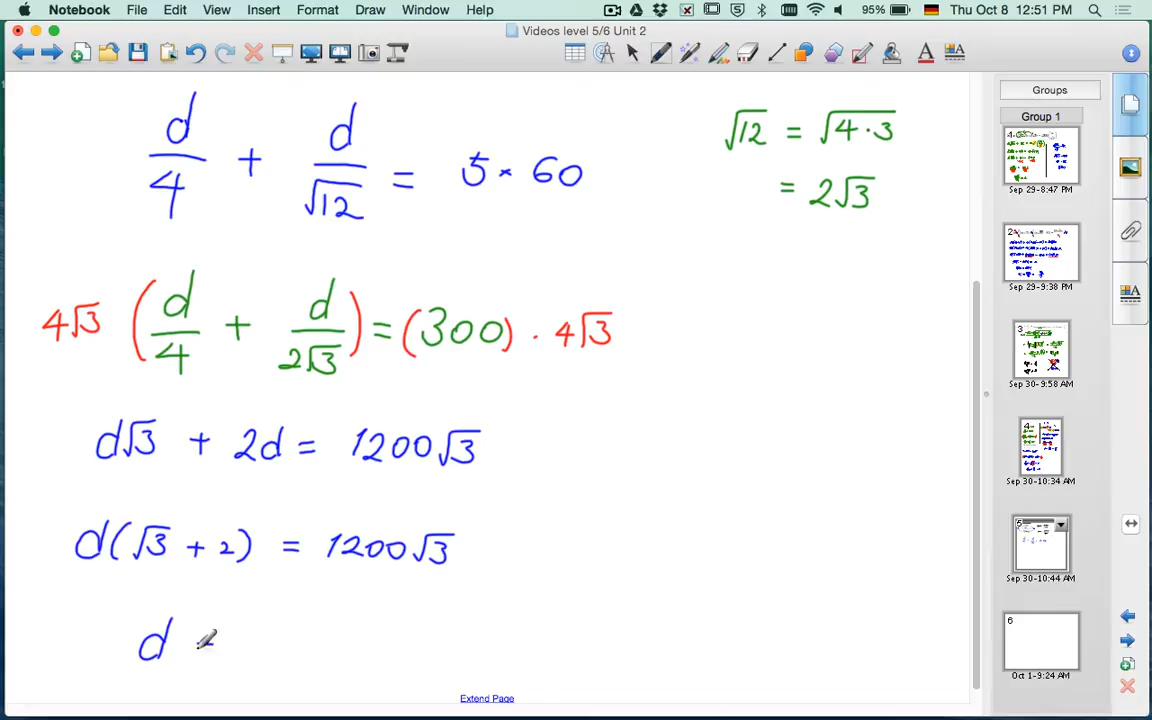 Notebook File Edit View Insert Format Draw Window Help 95% Thu Oct 8 12:51 PM
Videos level 5/6 Unit 2
d/4 + d/√12 = 5 × 60
√12 = √4·3
= 2√3
4√3 (d/4 + d/2√3) = (300) · 4√3
d√3 + 2d = 1200√3
d(√3 + 2) = 1200√3
d =
Extend Page
Groups
Group 1
Sep 29-8:47 PM
2
Sep 29-9:38 PM
3
Sep 30-9:58 AM
4
Sep 30-10:34 AM
5
Sep 30-10:44 AM
6
Oct 1-9:24 AM